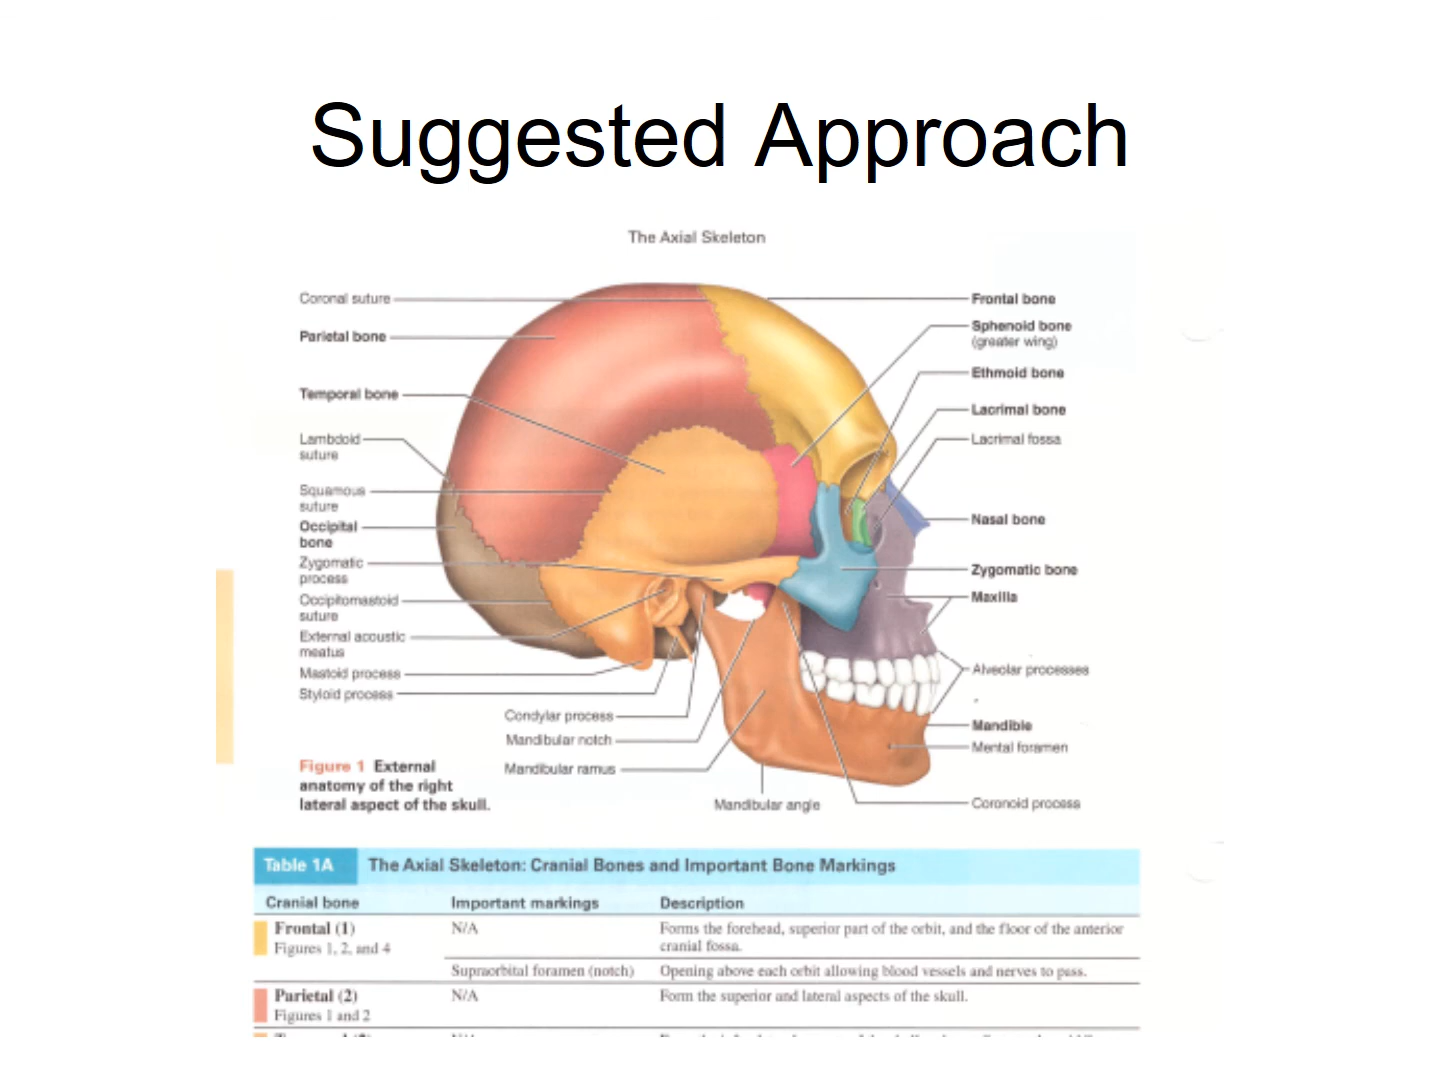 Suggested Approach
The Axial Skeleton
Coronal suture
Parietal bone
Temporal bone
Lambdoid
suture
Squamous
suture
Occipital
bone
Zygomatic
process
Occipitomastoid
suture
External acoustic
meatus
Mastoid process
Styloid process
Condylar process
Mandibular notch
Mandibular ramus
Mandibular angle
Frontal bone
Sphenoid bone
(greater wing)
Ethmoid bone
Lacrimal bone
Lacrimal fossa
Nasal bone
Zygomatic bone
Maxilla
Alveolar processes
Mandible
Mental foramen
Coronoid process
Figure 1 External
anatomy of the right
lateral aspect of the skull.
Table 1A The Axial Skeleton: Cranial Bones and Important Bone Markings
Cranial bone Important markings Description
Frontal (1) N/A Forms the forehead, superior part of the orbit, and the floor of the anterior
Figures 1, 2, and 4 cranial fossa.
Supraorbital foramen (notch) Opening above each orbit allowing blood vessels and nerves to pass.
Parietal (2) N/A Form the superior and lateral aspects of the skull.
Figures 1 and 2